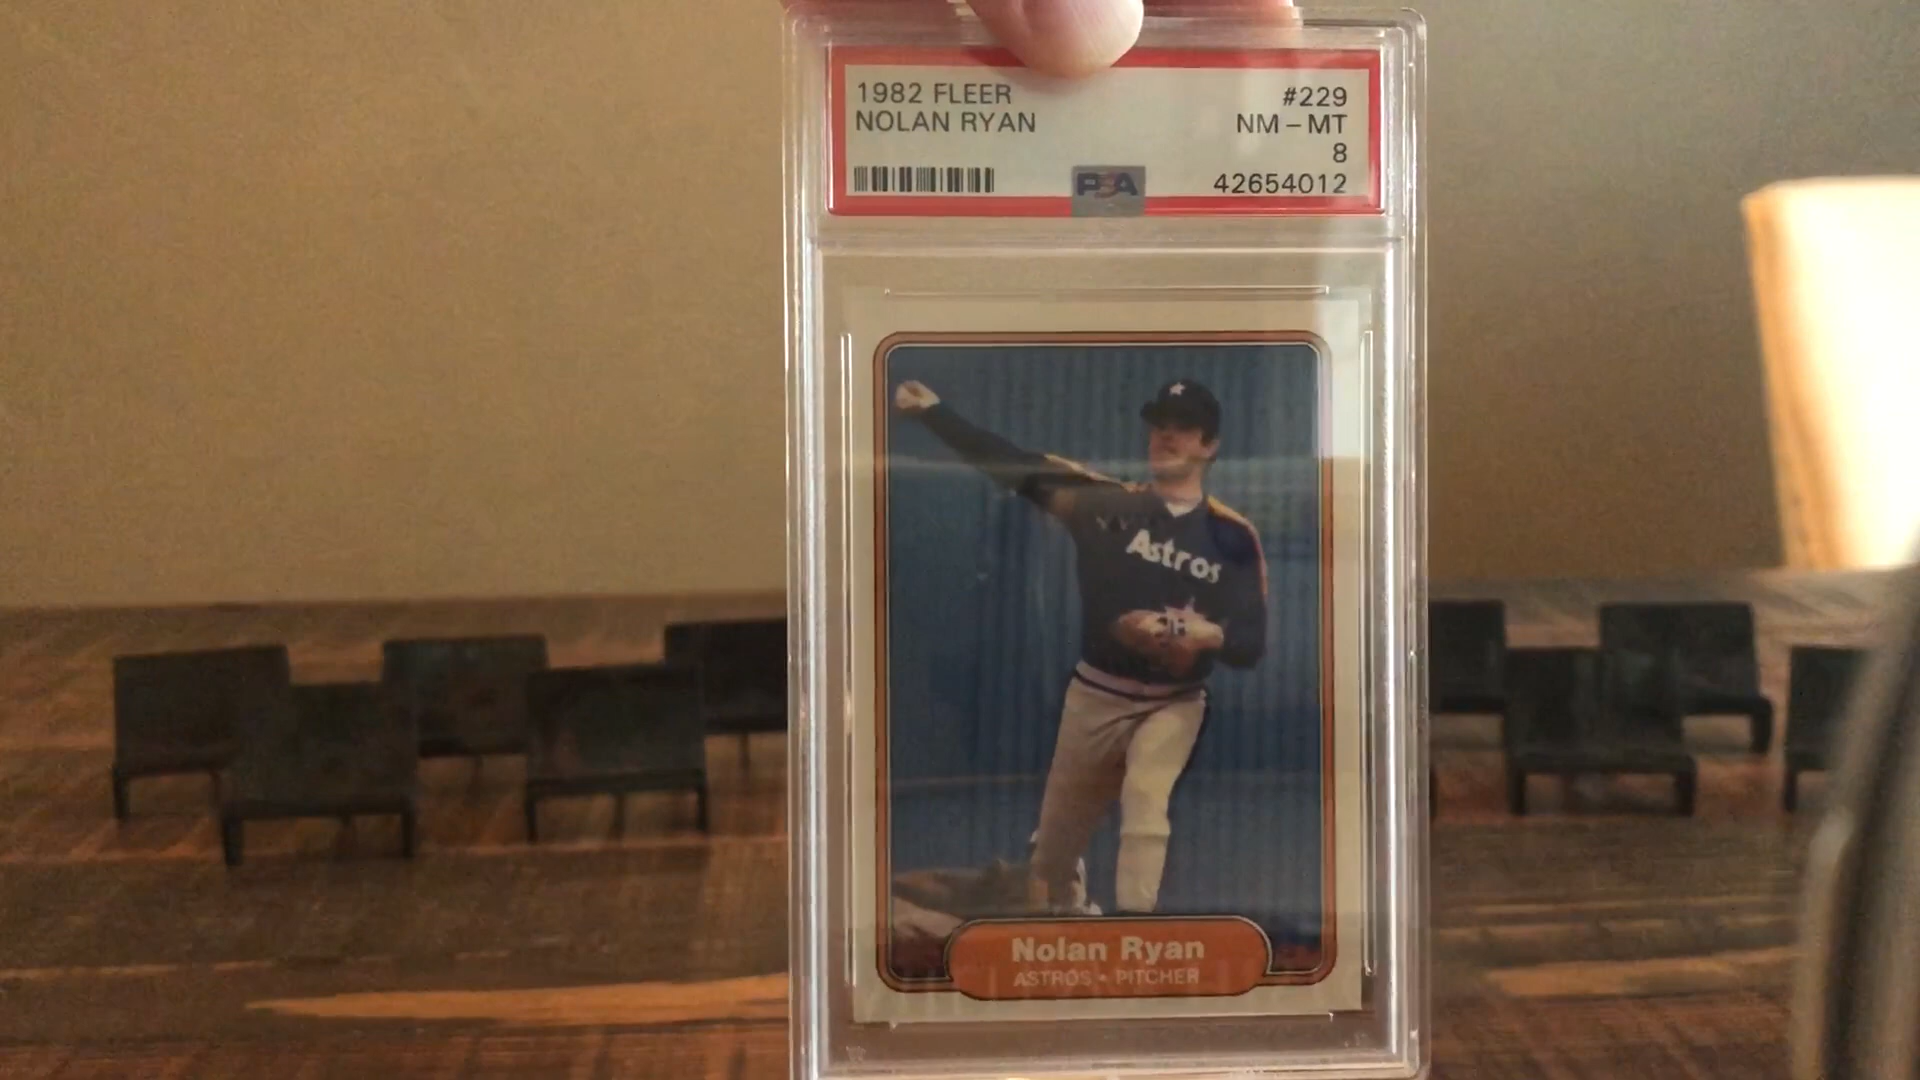 1982 FLEER #229
NOLAN RYAN NM-MT
8
PSA 42654012
Astros
Nolan Ryan
ASTROS • PITCHER